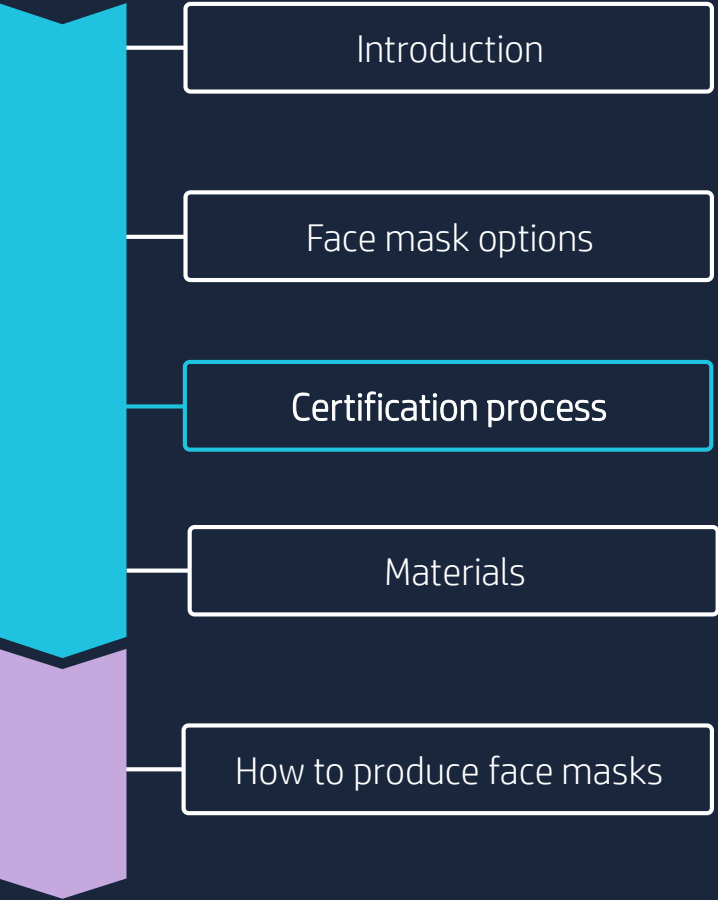 Introduction
Face mask options
Certification process
Materials
How to produce face masks